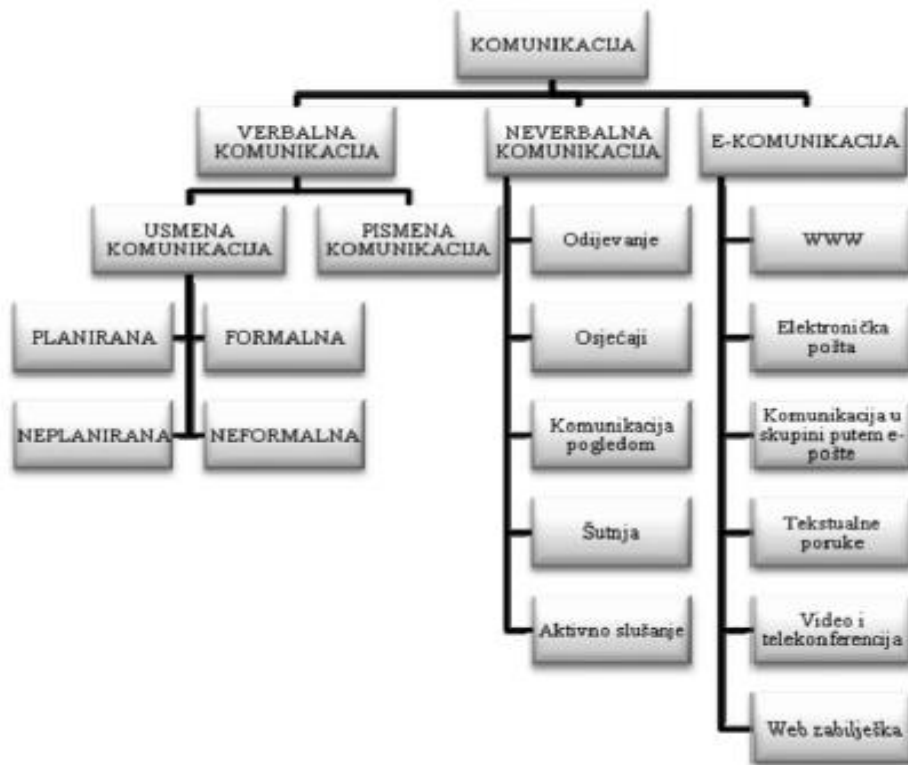 KOMUNIKACIJA
VERBALNA
KOMUNIKACIJA
NEVERBALNA
KOMUNIKACIJA
E-KOMUNIKACIJA
USMENA
KOMUNIKACIJA
PISMENA
KOMUNIKACIJA
PLANIRANA
FORMALNA
NEPLANIRANA
NEFORMALNA
Odijevanje
Osjećaji
Komunikacija
pogledom
Šutnja
Aktivno slušanje
WWW
Elektronička
pošta
Komunikacija u
skupini putem e-
pošte
Tekstualne
poruke
Video i
telekonferencija
Web zabilješka